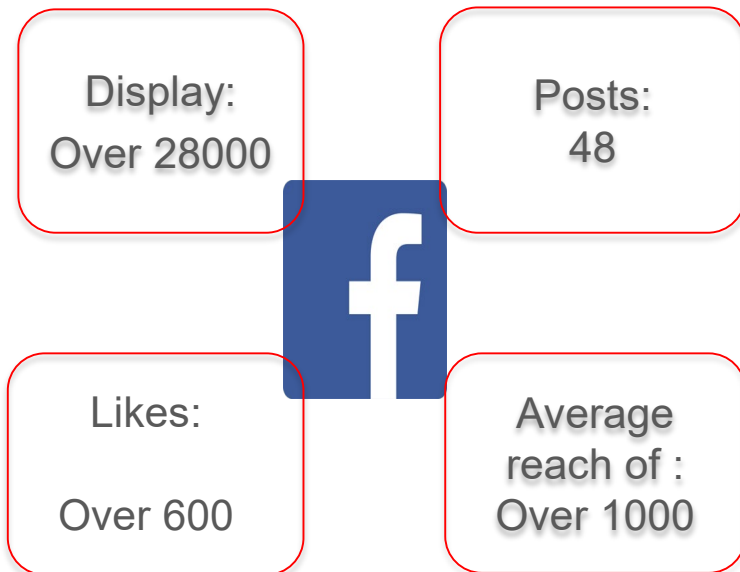 Display:
Over 28000
Posts:
48
Likes:
Over 600
Average
reach of :
Over 1000